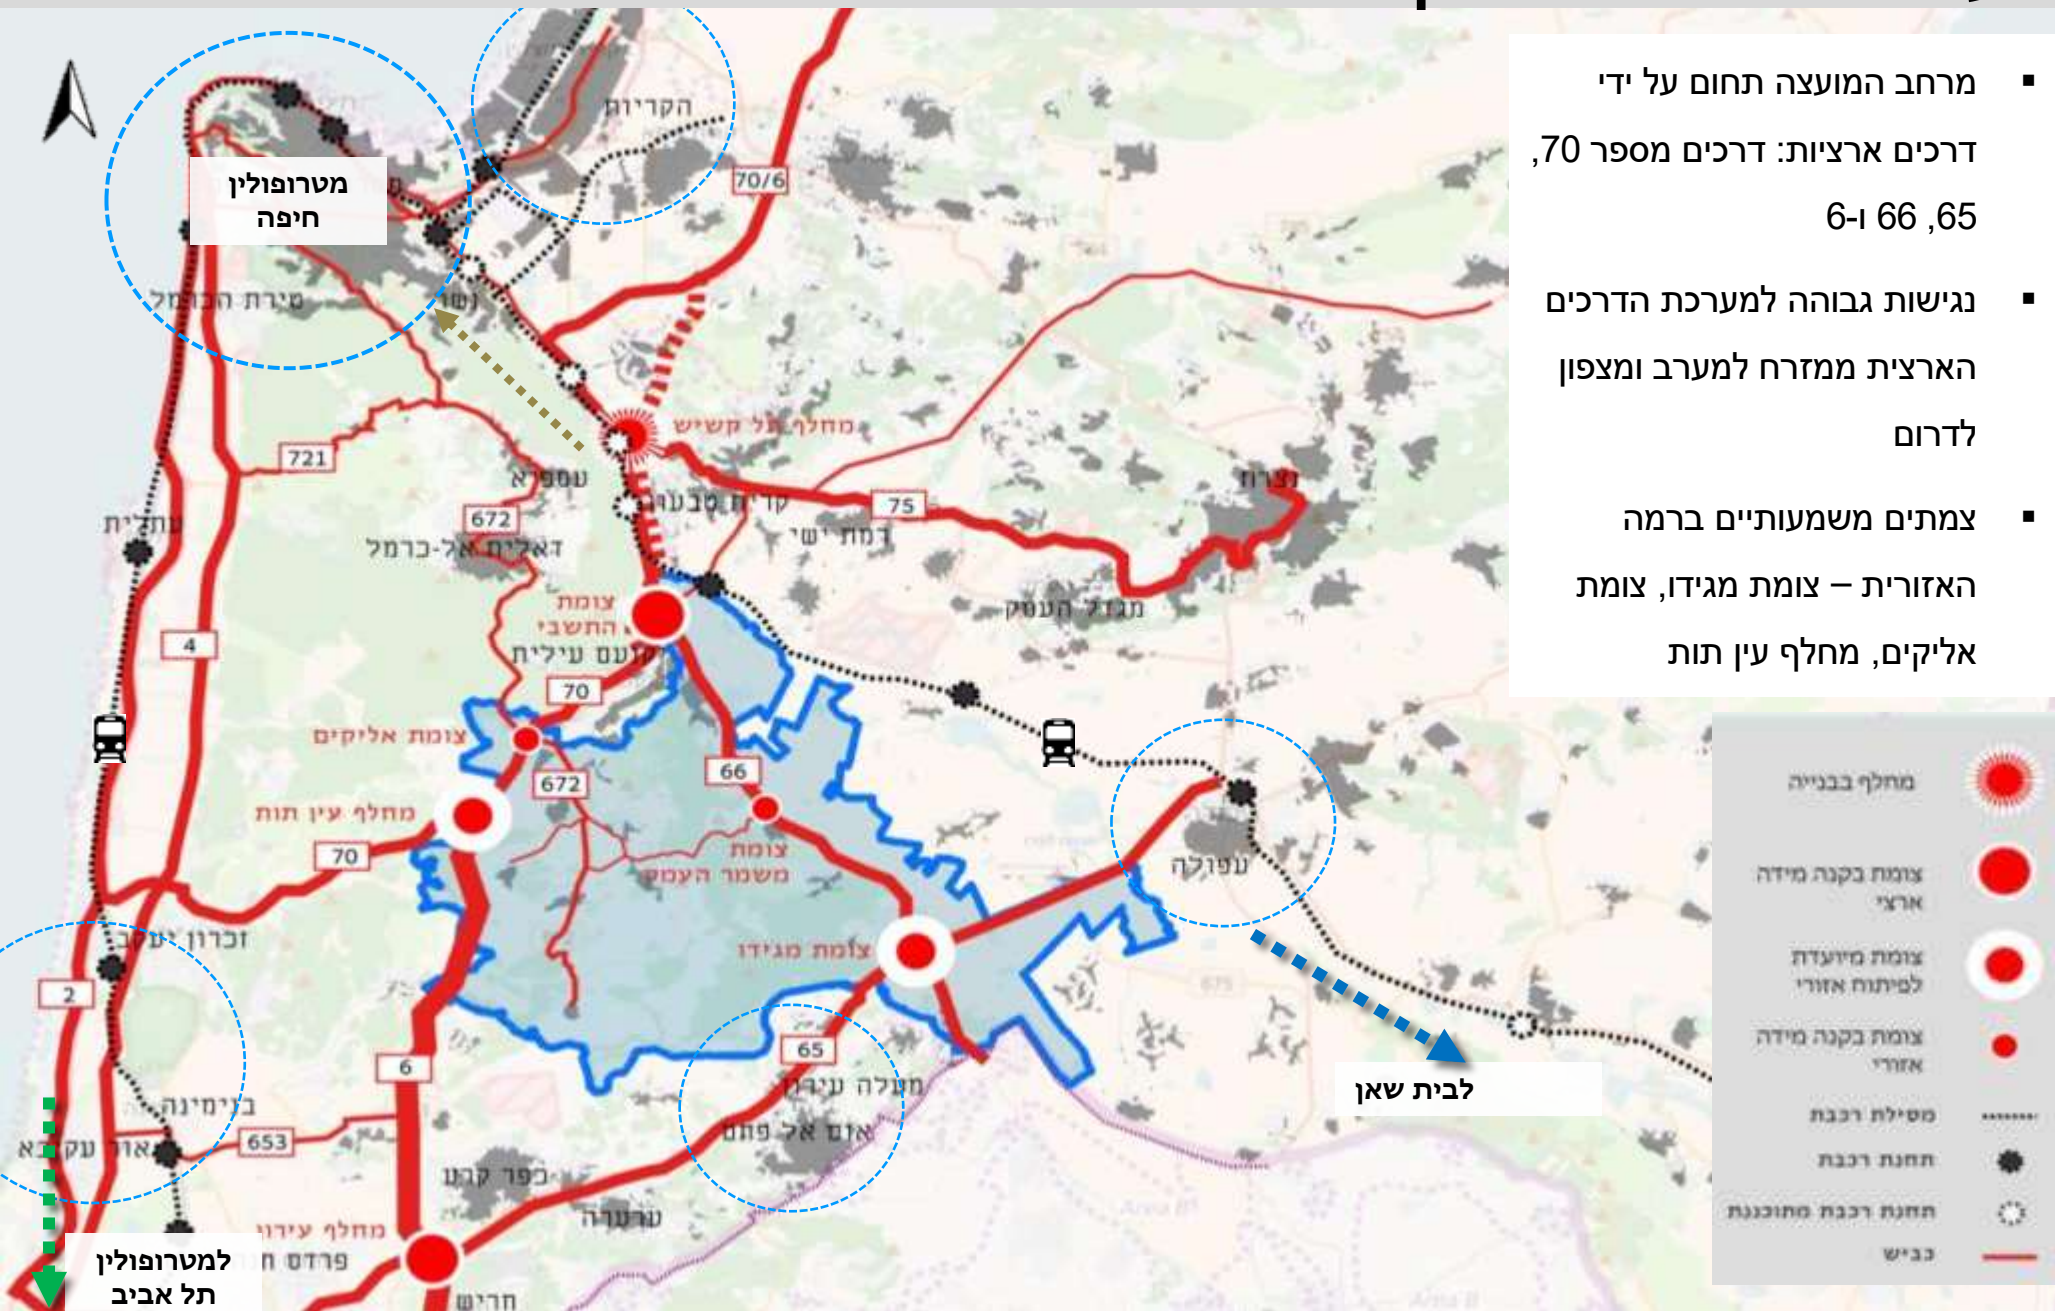 מרחב המועצה תחום על ידי
דרכים ארציות: דרכים מספר 70,
65, 66 ו-6
נגישות גבוהה למערכת הדרכים
הארצית ממזרח למערב ומצפון
לדרום
צמתים משמעותיים ברמה
האזורית – צומת מגידו, צומת
אליקים, מחלף עין תות
הקריות
70/6
מטרופולין
חיפה
טירת הכרמל
נשר
מחלף תל קשיש
721
עספיא
נצרת
קרית טבעון
75
672
עתלית
רמת ישי
דאלית אל-כרמל
מגדל העמק
צומת
התשבי
4
יקנעם עילית
70
צומת אליקים
66
672
מחלף עין תות
צומת
משמר העמק
70
עפולה
זכרון יעקב
צומת מגידו
2
675
65
6
מעלה עירון
לבית שאן
בנימינה
אור עקיבא
653
אום אל פחם
כפר קרע
ערערה
מחלף עירון
פרדס חנה
למטרופולין
תל אביב
חריש
מחלף בבנייה
צומת בקנה מידה
ארצי
צומת מיועדת
לפיתוח אזורי
צומת בקנה מידה
אזורי
מסילת רכבת
תחנת רכבת
תחנת רכבת מתוכננת
כביש